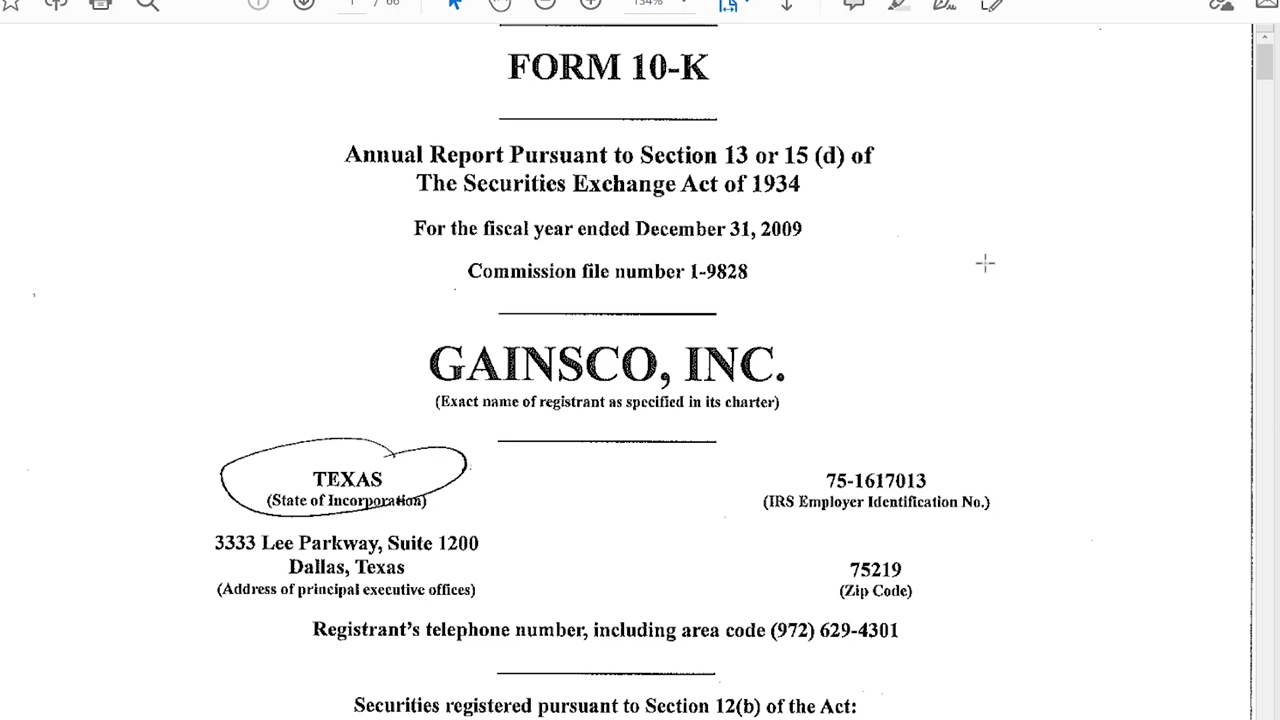 FORM 10-K
Annual Report Pursuant to Section 13 or 15 (d) of
The Securities Exchange Act of 1934
For the fiscal year ended December 31, 2009
Commission file number 1-9828
GAINSCO, INC.
(Exact name of registrant as specified in its charter)
TEXAS
(State of Incorporation)
75-1617013
(IRS Employer Identification No.)
3333 Lee Parkway, Suite 1200
Dallas, Texas
(Address of principal executive offices)
75219
(Zip Code)
Registrant's telephone number, including area code (972) 629-4301
Securities registered pursuant to Section 12(b) of the Act: